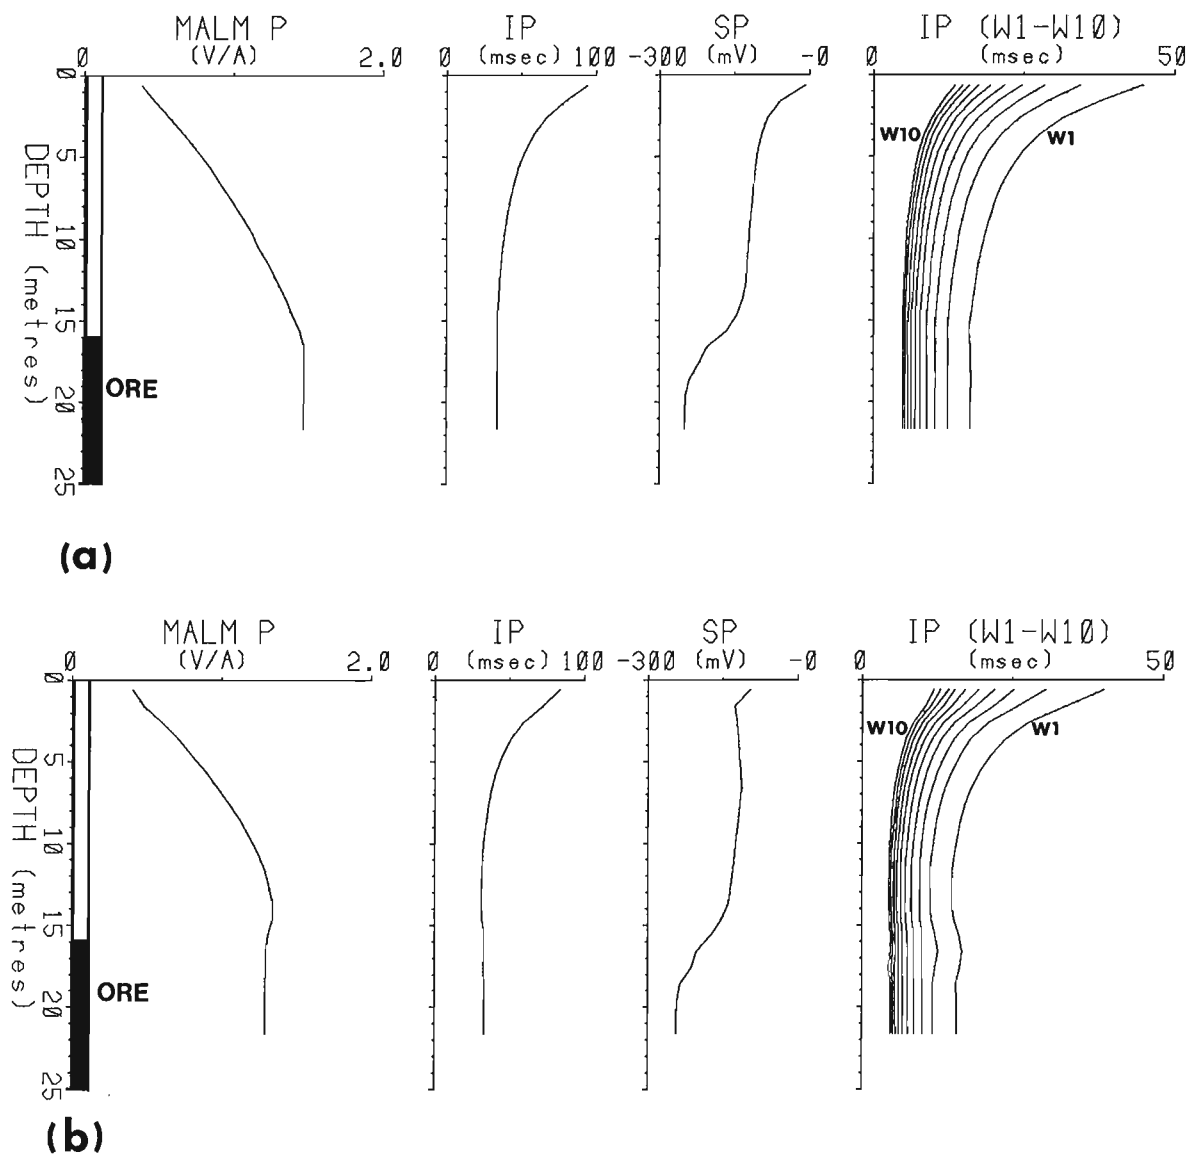 MALM P IP SP IP (W1-W10)
(V/A) (msec) (mV) (msec)
0 2.0 0 100 -300 -0 0 50
0
5
10
15
20
25
DEPTH (metres)
W10
W1
ORE
(a)
MALM P IP SP IP (W1-W10)
(V/A) (msec) (mV) (msec)
0 2.0 0 100 -300 -0 0 50
0
5
10
15
20
25
DEPTH (metres)
W10
W1
ORE
(b)